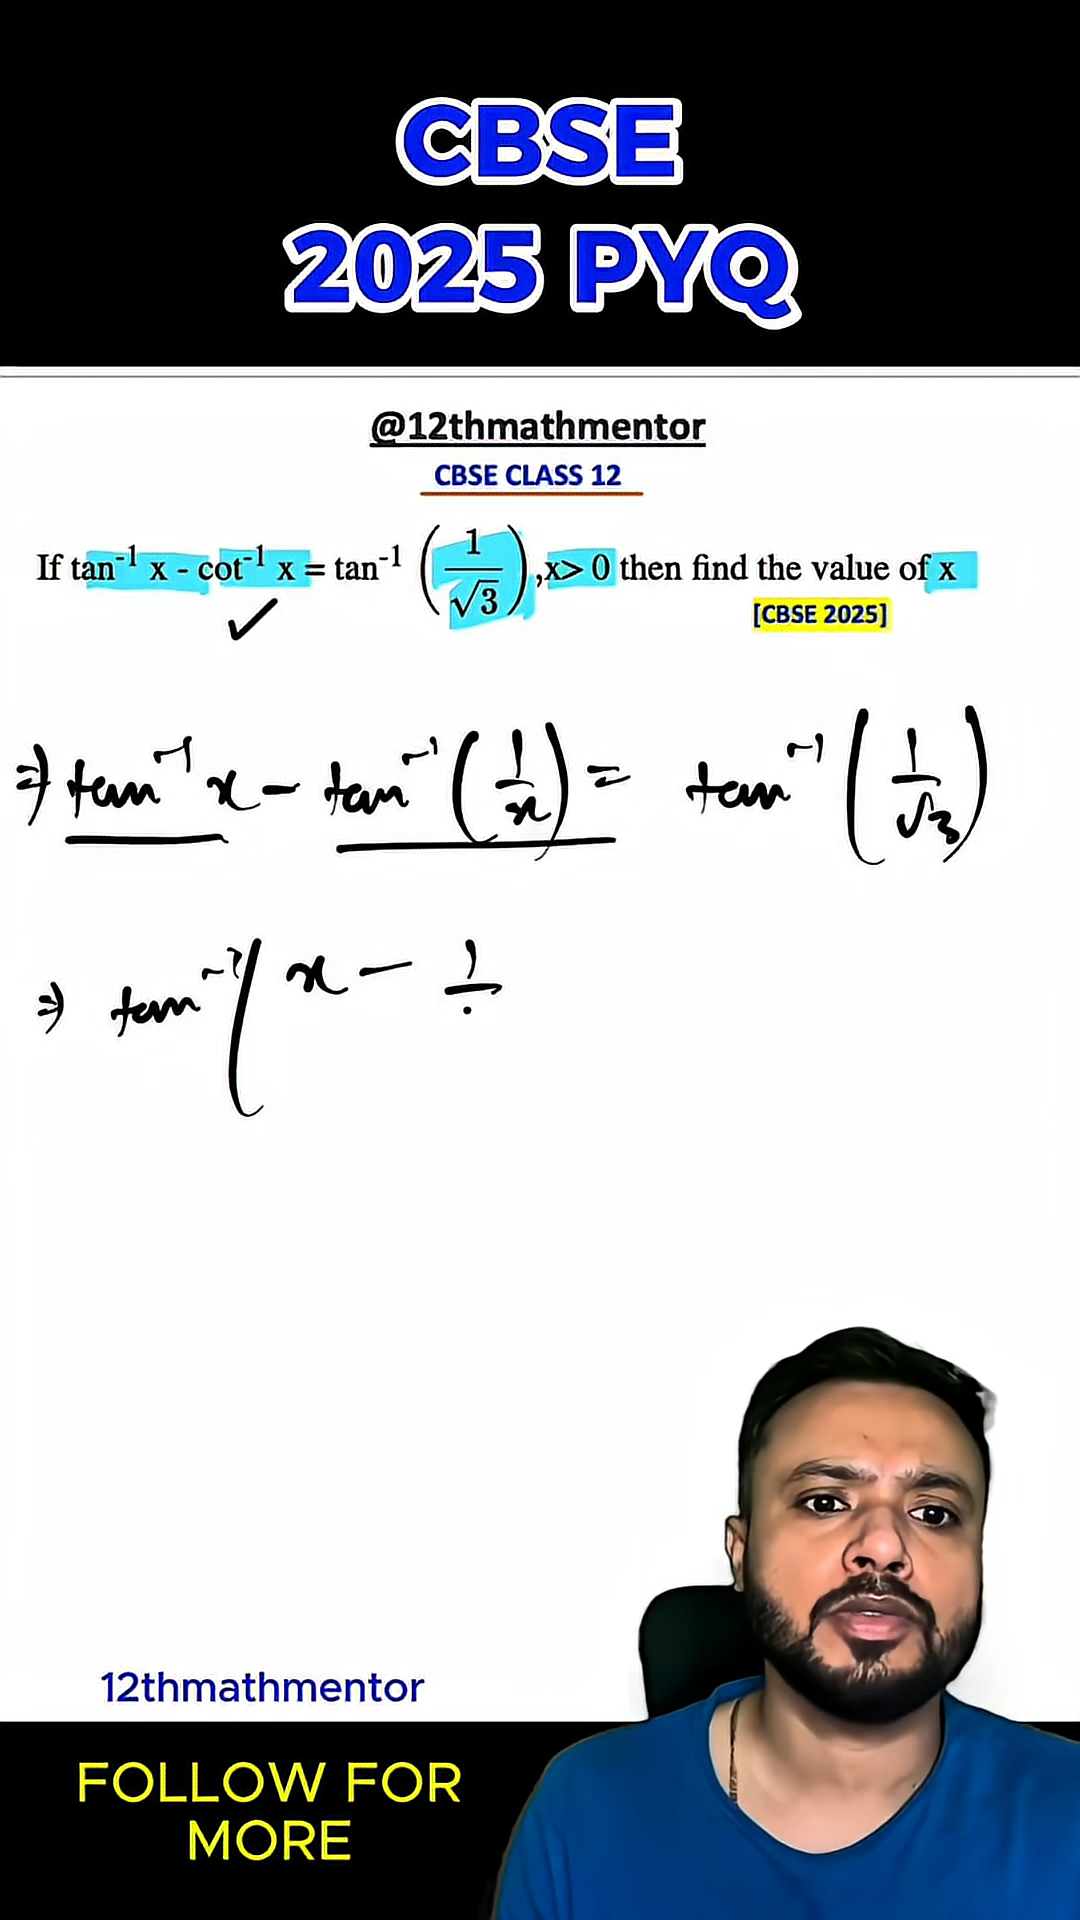 CBSE
2025 PYQ
@12thmathmentor
CBSE CLASS 12
If tan⁻¹ x - cot⁻¹ x = tan⁻¹ (1/√3) ,x> 0 then find the value of x
[CBSE 2025]
⇒ tan⁻¹ x − tan⁻¹ (1/x) = tan⁻¹ (1/√3)
⇒ tan⁻¹ ( x − 1/
12thmathmentor
FOLLOW FOR
MORE